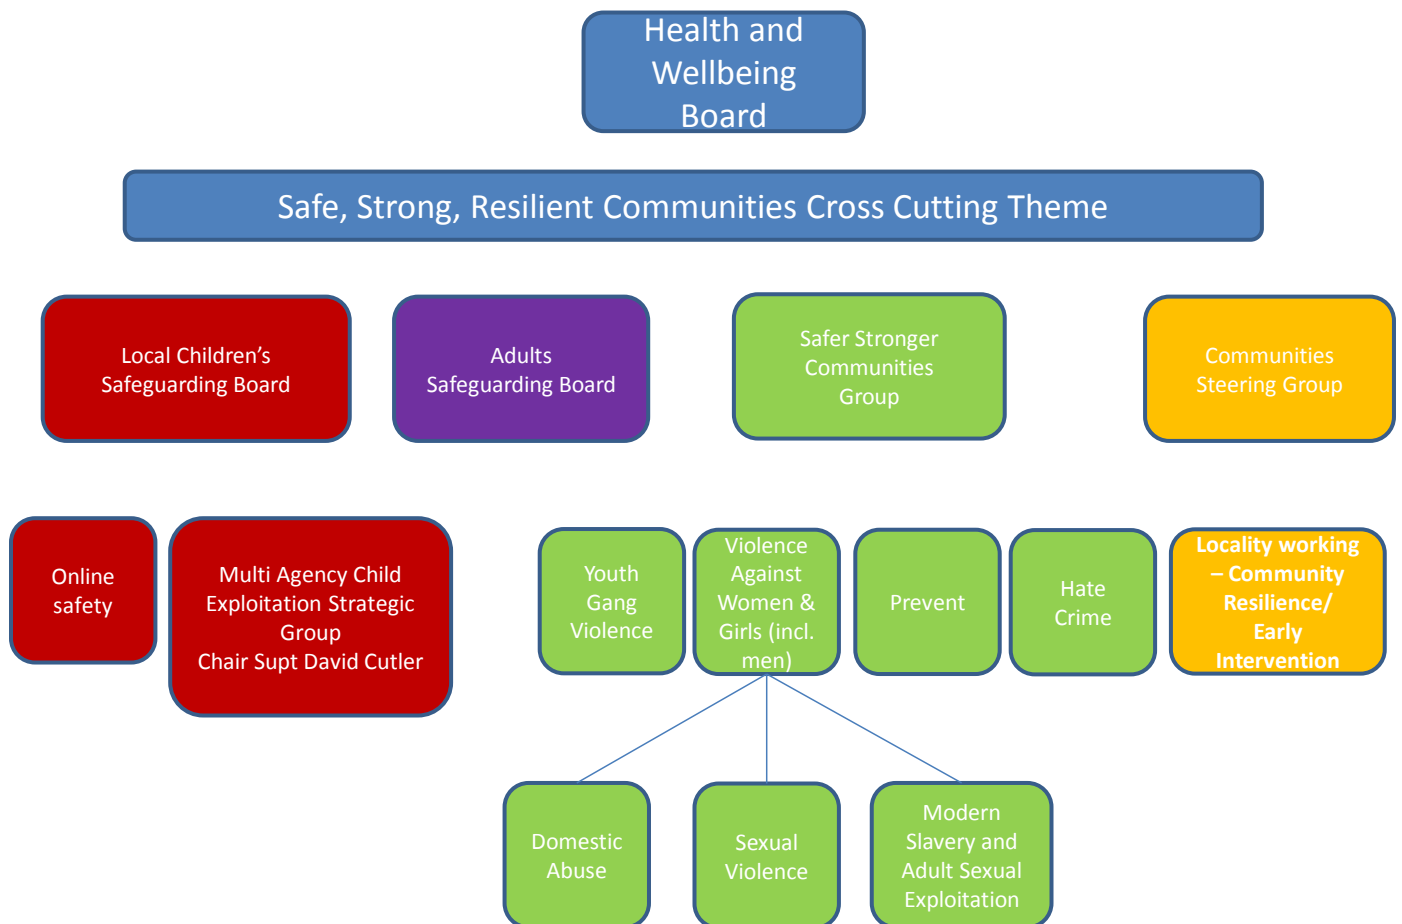 Health and
Wellbeing
Board
Safe, Strong, Resilient Communities Cross Cutting Theme
Local Children’s
Safeguarding Board
Adults
Safeguarding Board
Safer Stronger
Communities
Group
Communities
Steering Group
Online
safety
Multi Agency Child
Exploitation Strategic
Group
Chair Supt David Cutler
Youth
Gang
Violence
Violence
Against
Women &
Girls (incl.
men)
Prevent
Hate
Crime
Locality working
– Community
Resilience/
Early
Intervention
Domestic
Abuse
Sexual
Violence
Modern
Slavery and
Adult Sexual
Exploitation